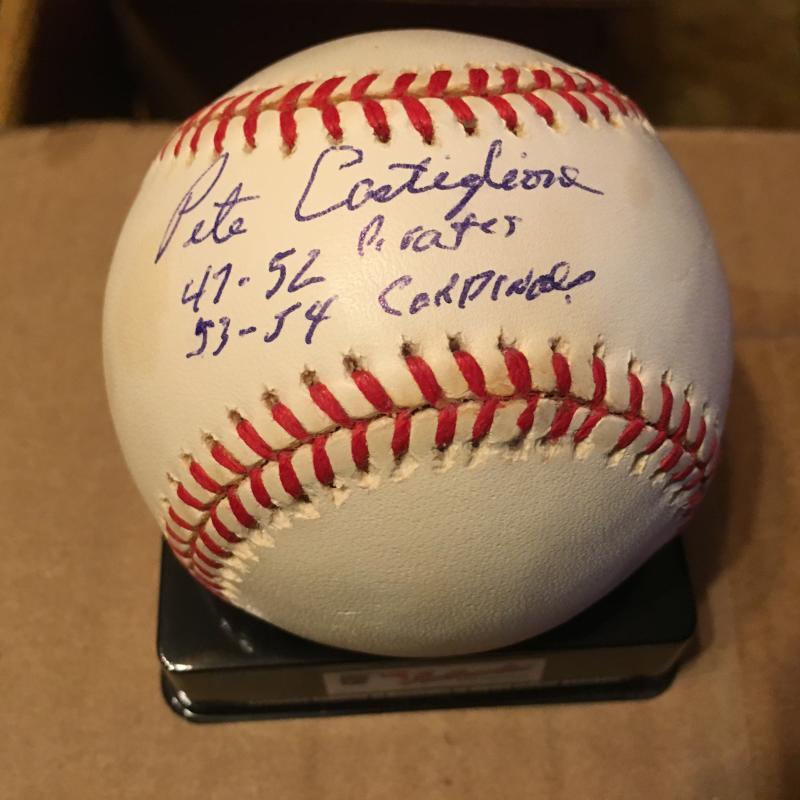 Pete Castiglione
47-52 Pirates
53-54 CARDINALS